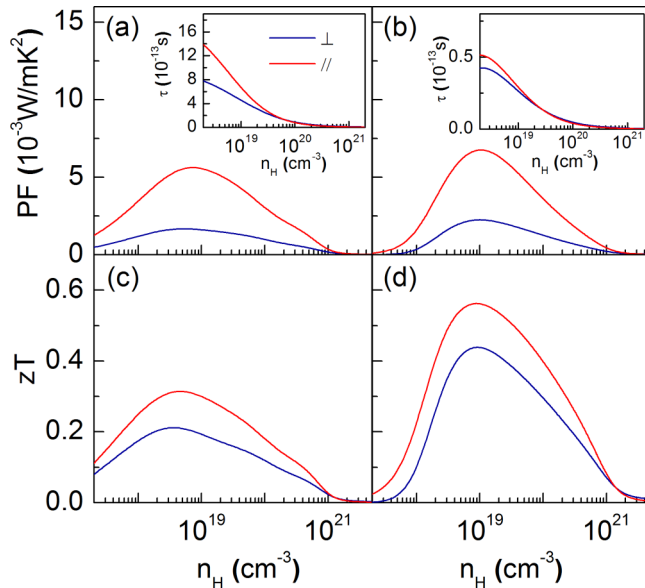 (a)
τ (10⁻¹³s)
16
12
8
4
0
10¹⁹ 10²⁰ 10²¹
n_H (cm⁻³)
⊥
//
(b)
τ (10⁻¹³s)
0.5
0.0
10¹⁹ 10²⁰ 10²¹
n_H (cm⁻³)
PF (10⁻³W/mK²)
15
10
5
0
(c)
zT
0.6
0.4
0.2
0.0
10¹⁹ 10²¹
n_H (cm⁻³)
(d)
10¹⁹ 10²¹
n_H (cm⁻³)